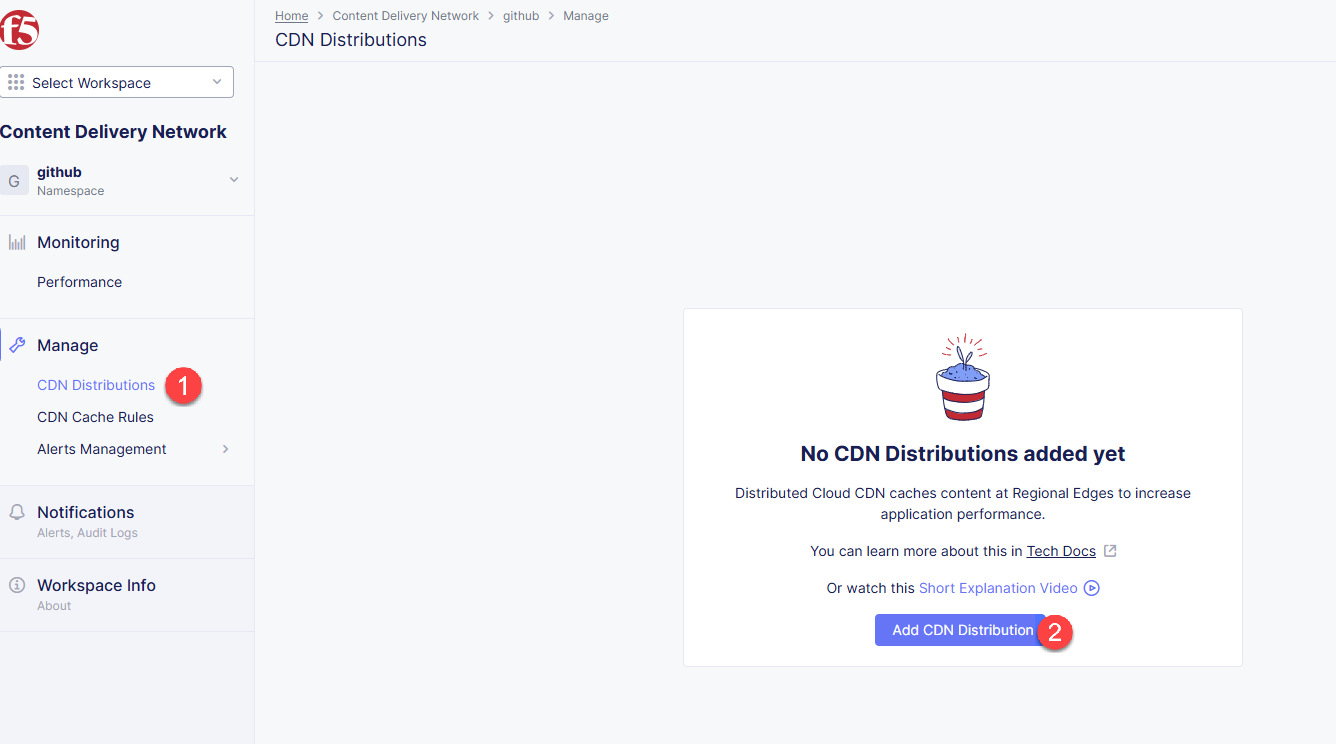 f5
Home > Content Delivery Network > github > Manage
CDN Distributions
Select Workspace
Content Delivery Network
G
github
Namespace
Monitoring
Performance
Manage
CDN Distributions 1
CDN Cache Rules
Alerts Management
Notifications
Alerts, Audit Logs
Workspace Info
About
No CDN Distributions added yet
Distributed Cloud CDN caches content at Regional Edges to increase
application performance.
You can learn more about this in Tech Docs
Or watch this Short Explanation Video
Add CDN Distribution 2